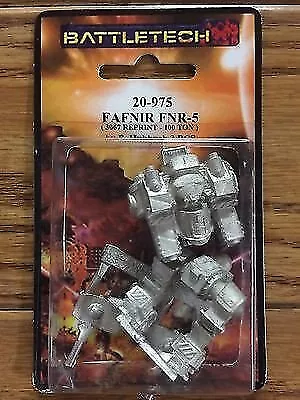 BATTLETECH
20-975
FAFNIR FNR-5
( 3067 REPRINT - 100 TON )